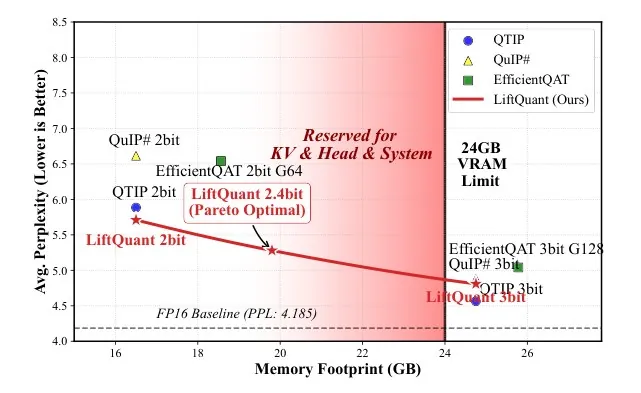 8.5
8.0
7.5
7.0
6.5
6.0
5.5
5.0
4.5
4.0
Avg. Perplexity (Lower is Better)
QTIP
QuIP#
EfficientQAT
LiftQuant (Ours)
QuIP# 2bit
Reserved for
KV & Head & System
24GB
VRAM
Limit
EfficientQAT 2bit G64
QTIP 2bit
LiftQuant 2.4bit
(Pareto Optimal)
LiftQuant 2bit
EfficientQAT 3bit G128
QuIP# 3bit
QTIP 3bit
LiftQuant 3bit
FP16 Baseline (PPL: 4.185)
16 18 20 22 24 26
Memory Footprint (GB)